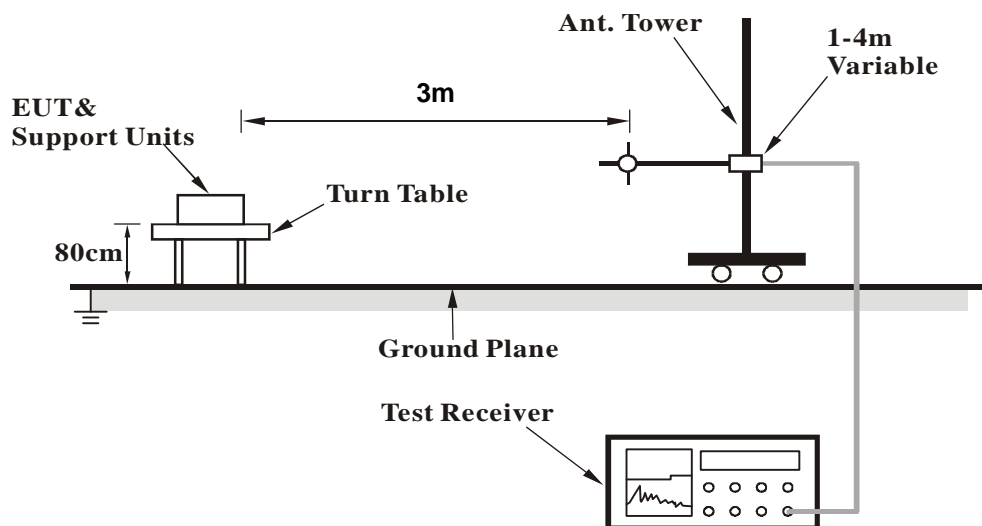 Ant. Tower
1-4m
Variable
3m
EUT&
Support Units
Turn Table
80cm
Ground Plane
Test Receiver